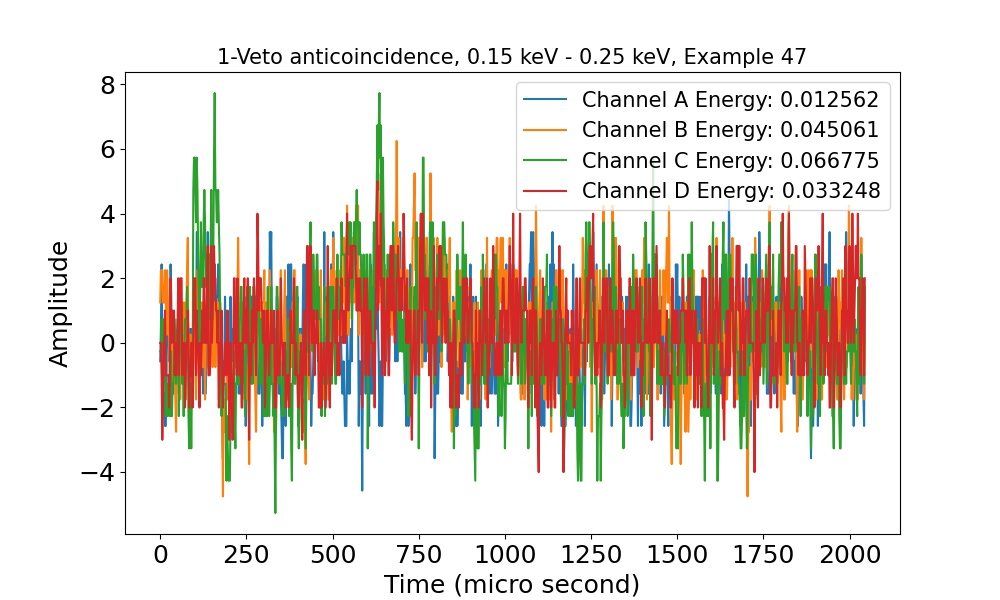 1-Veto anticoincidence, 0.15 keV - 0.25 keV, Example 47
Channel A Energy: 0.012562
Channel B Energy: 0.045061
Channel C Energy: 0.066775
Channel D Energy: 0.033248
Amplitude
8
6
4
2
0
−2
−4
0 250 500 750 1000 1250 1500 1750 2000
Time (micro second)